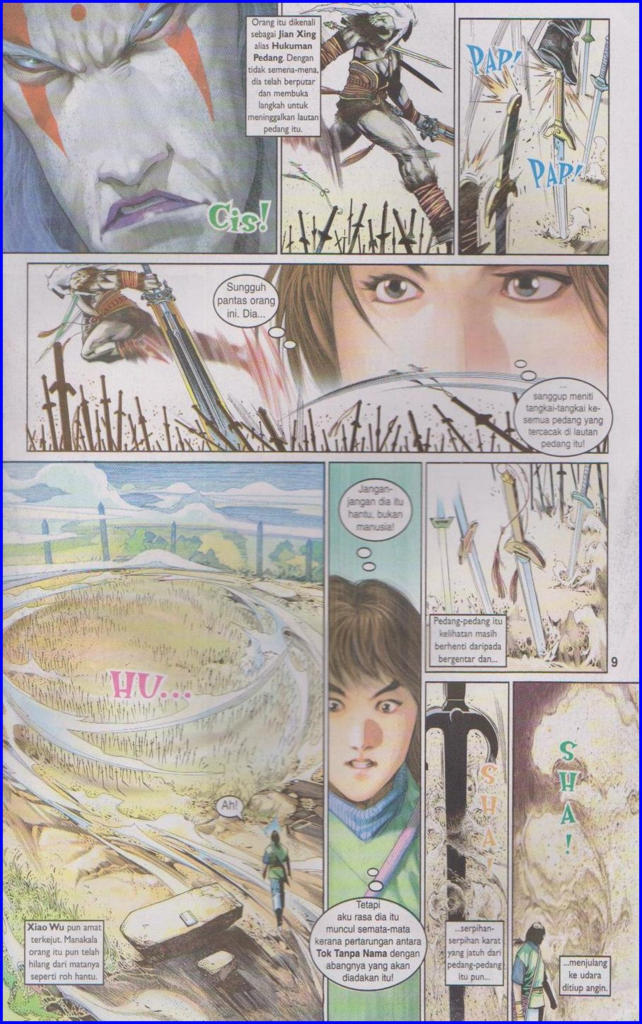 Orang itu dikenali
sebagai Jian Xing
alias Hukuman
Pedang. Dengan
tidak semena-mena,
dia telah berputar
dan membuka
langkah untuk
meninggalkan lautan
pedang itu.
Cis!
PAP!
PAP!
Sungguh
pantas orang
ini. Dia...
...
sanggup meniti
tangkai-tangkai ke-
semua pedang yang
tercacak di lautan
pedang itu!
HU...
Ah!
Xiao Wu pun amat
terkejut. Manakala
orang itu pun telah
hilang dari matanya
seperti roh hantu.
Jangan-
jangan dia itu
hantu, bukan
manusia!
Tetapi
aku rasa dia itu
muncul semata-mata
kerana pertarungan antara
Tok Tanpa Nama dengan
abangnya yang akan
diadakan itu!
Pedang-pedang itu
kelihatan masih
berhenti daripada
bergentar dan...
9
SHA!
...serpihan-
serpihan karat
yang jatuh dari
pedang-pedang
itu pun...
SHA!
...menjulang
ke udara
ditiup angin.